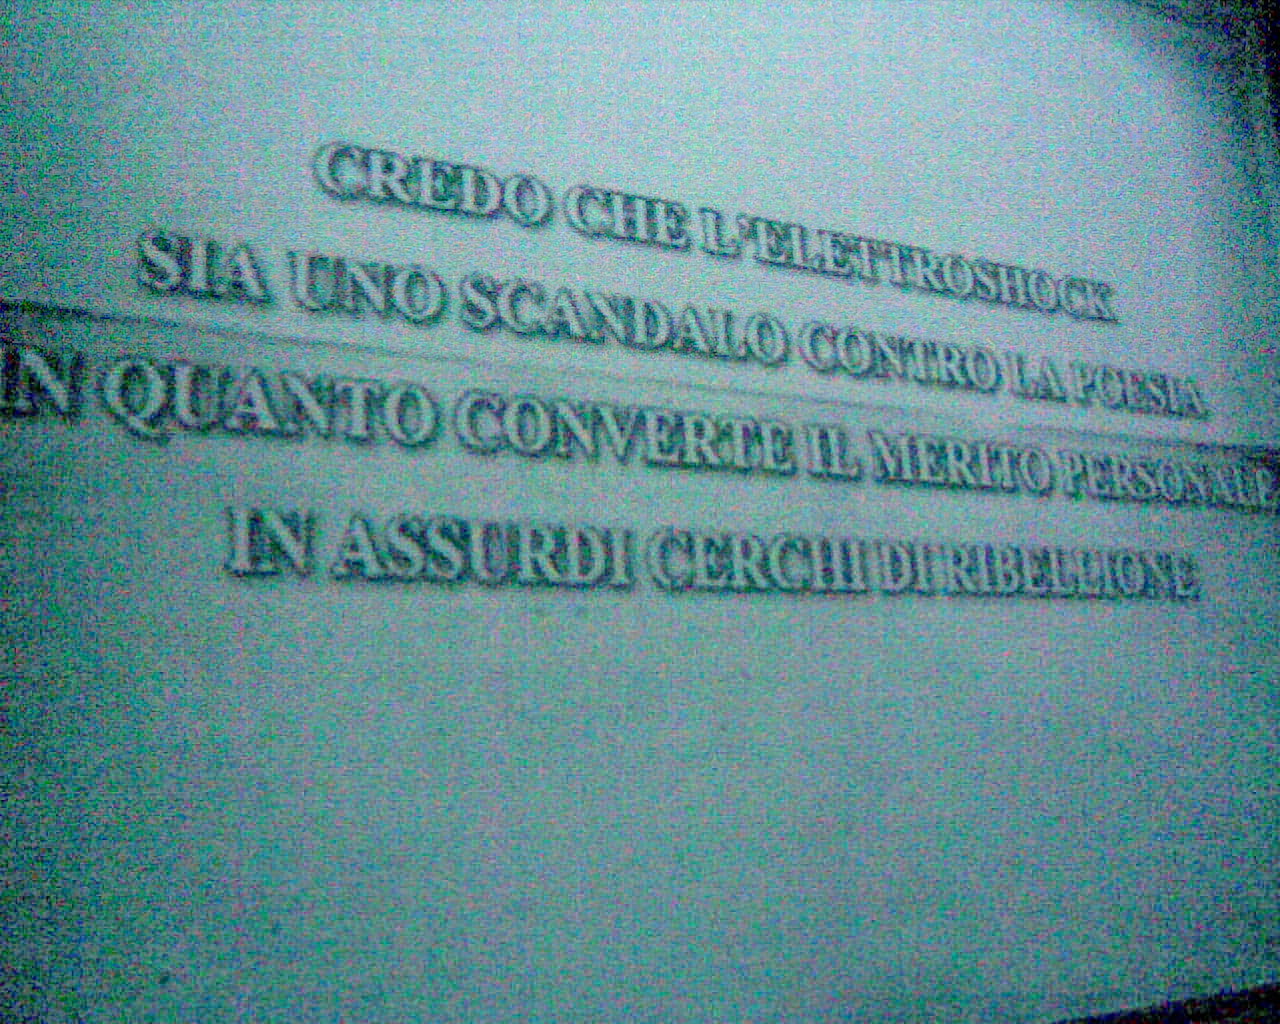 CREDO CHE L'ELETTROSHOCK
SIA UNO SCANDALO CONTRO LA POESIA
IN QUANTO CONVERTE IL MERITO PERSONALE
IN ASSURDI CERCHI DI RIBELLIONE